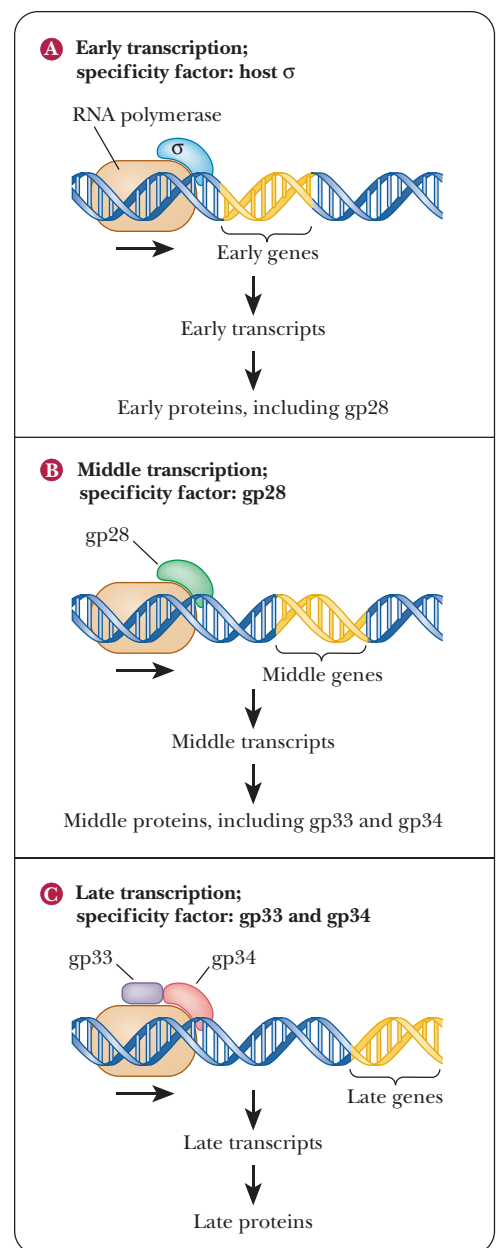 A Early transcription;
specificity factor: host σ
RNA polymerase
σ
Early genes
Early transcripts
Early proteins, including gp28
B Middle transcription;
specificity factor: gp28
gp28
Middle genes
Middle transcripts
Middle proteins, including gp33 and gp34
C Late transcription;
specificity factor: gp33 and gp34
gp33 gp34
Late genes
Late transcripts
Late proteins